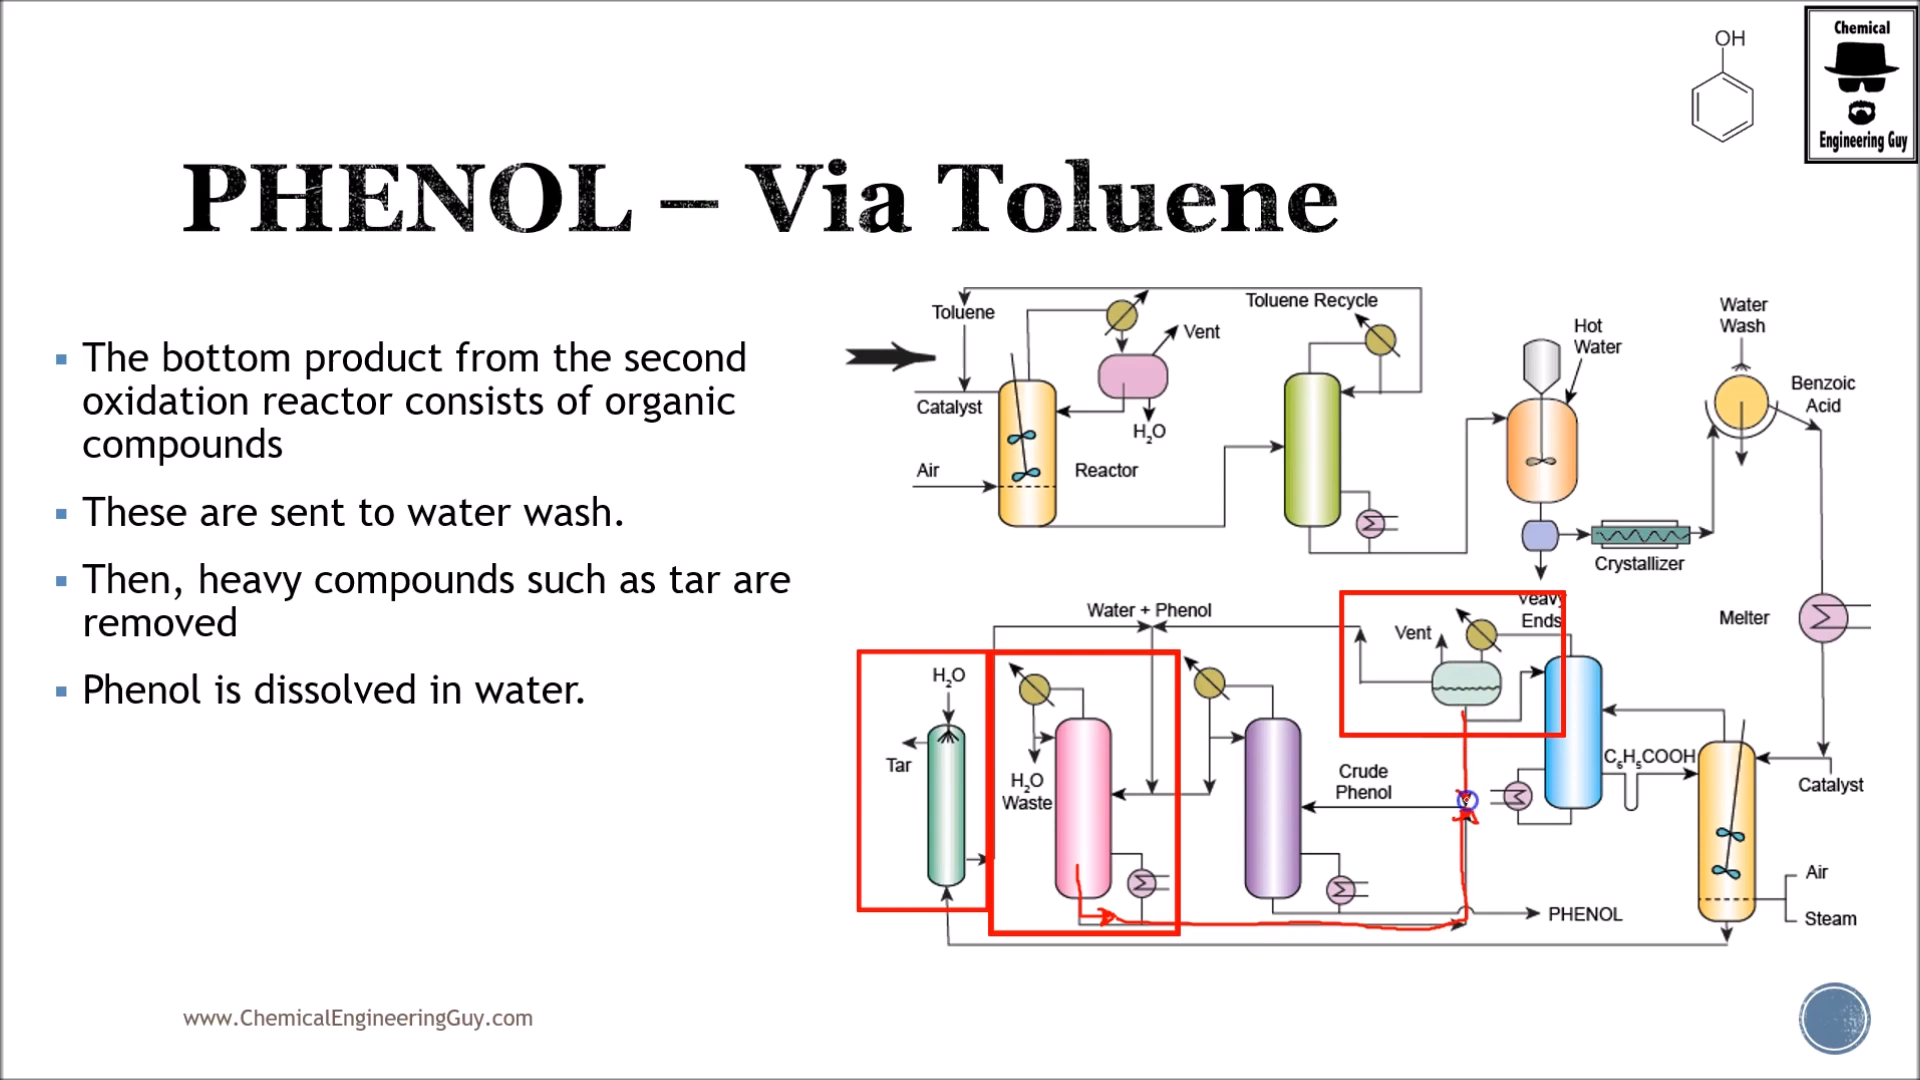 OH
Chemical
Engineering Guy
PHENOL – Via Toluene
▪ The bottom product from the second
oxidation reactor consists of organic
compounds
▪ These are sent to water wash.
▪ Then, heavy compounds such as tar are
removed
▪ Phenol is dissolved in water.
Toluene
Catalyst
Air
Reactor
Vent
H₂O
Toluene Recycle
Hot
Water
Water
Wash
Benzoic
Acid
Crystallizer
Melter
Heavy
Ends
Water + Phenol
Vent
H₂O
Tar
H₂O
Waste
Crude
Phenol
C₆H₅COOH
Catalyst
Air
Steam
PHENOL
www.ChemicalEngineeringGuy.com